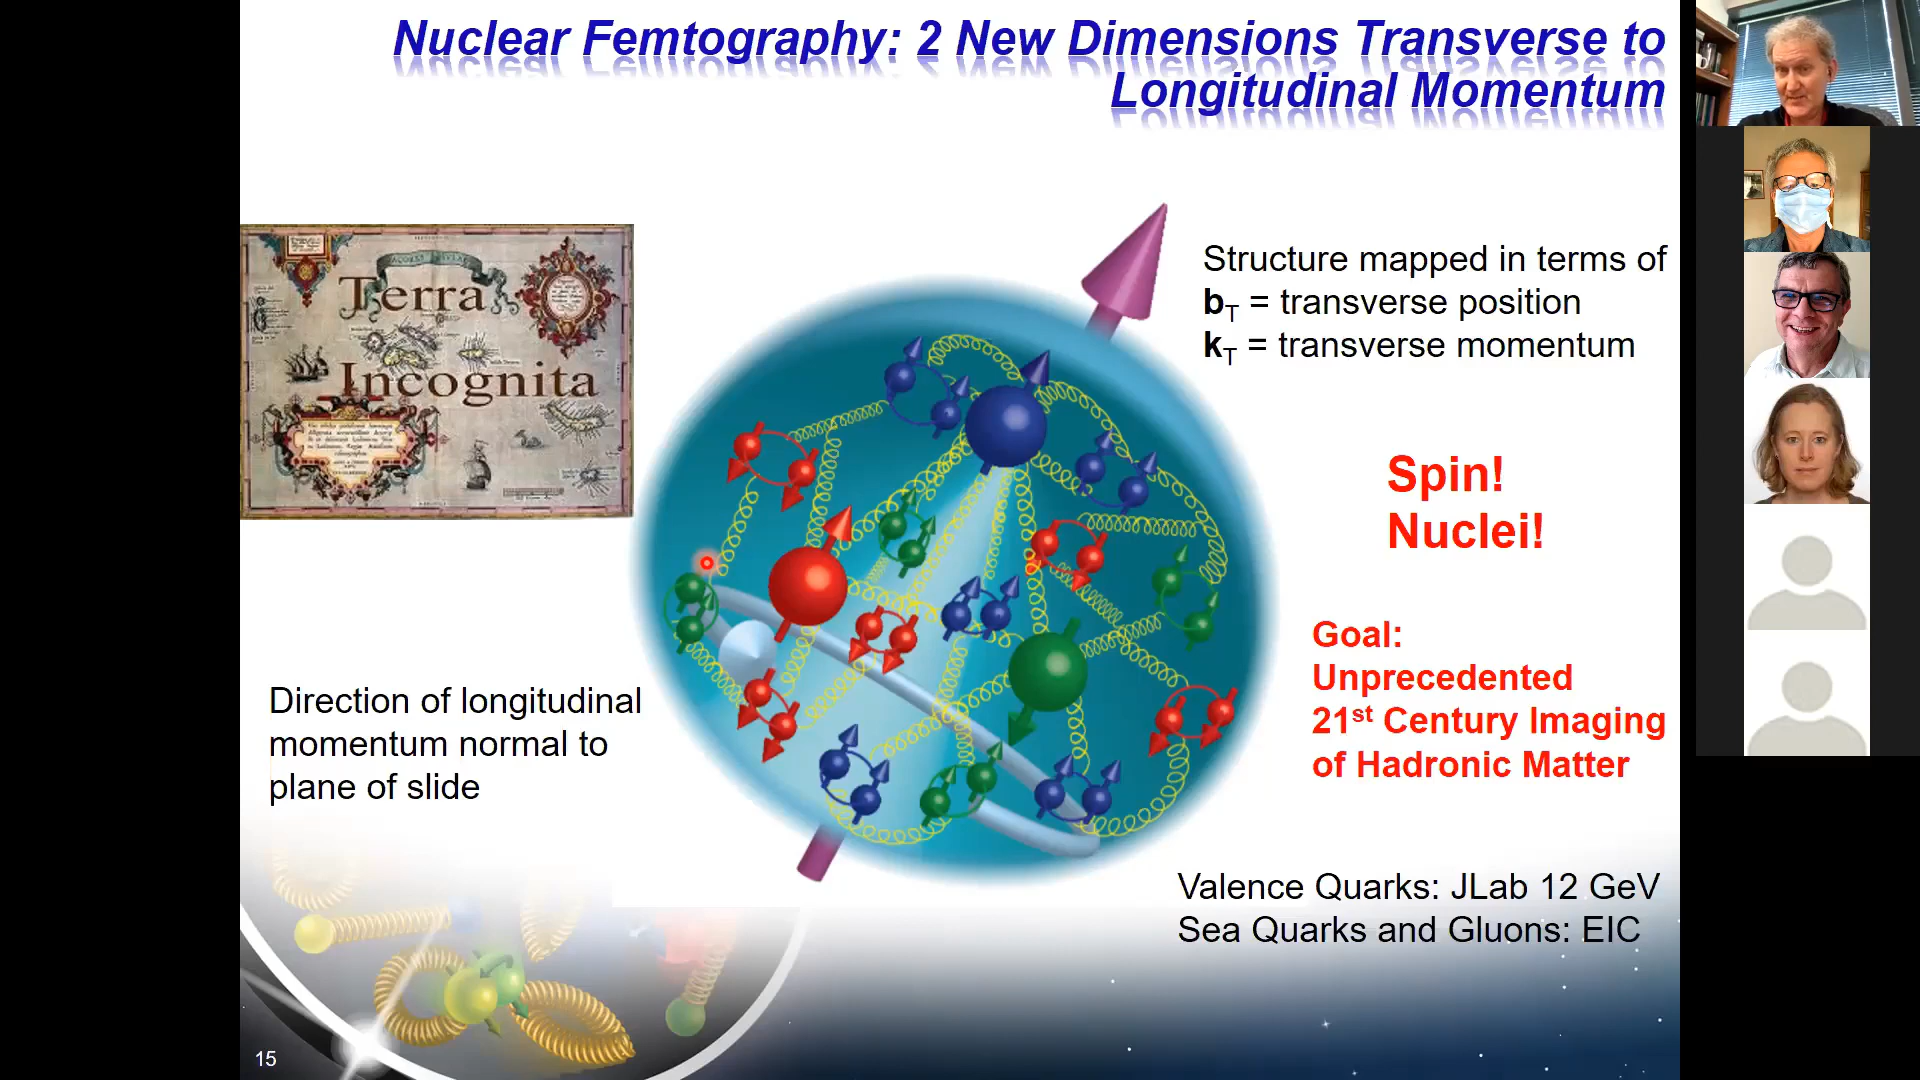 Nuclear Femtography: 2 New Dimensions Transverse to
Longitudinal Momentum
Terra
Incognita
Structure mapped in terms of
bT = transverse position
kT = transverse momentum
Spin!
Nuclei!
Goal:
Unprecedented
21st Century Imaging
of Hadronic Matter
Direction of longitudinal
momentum normal to
plane of slide
Valence Quarks: JLab 12 GeV
Sea Quarks and Gluons: EIC
15